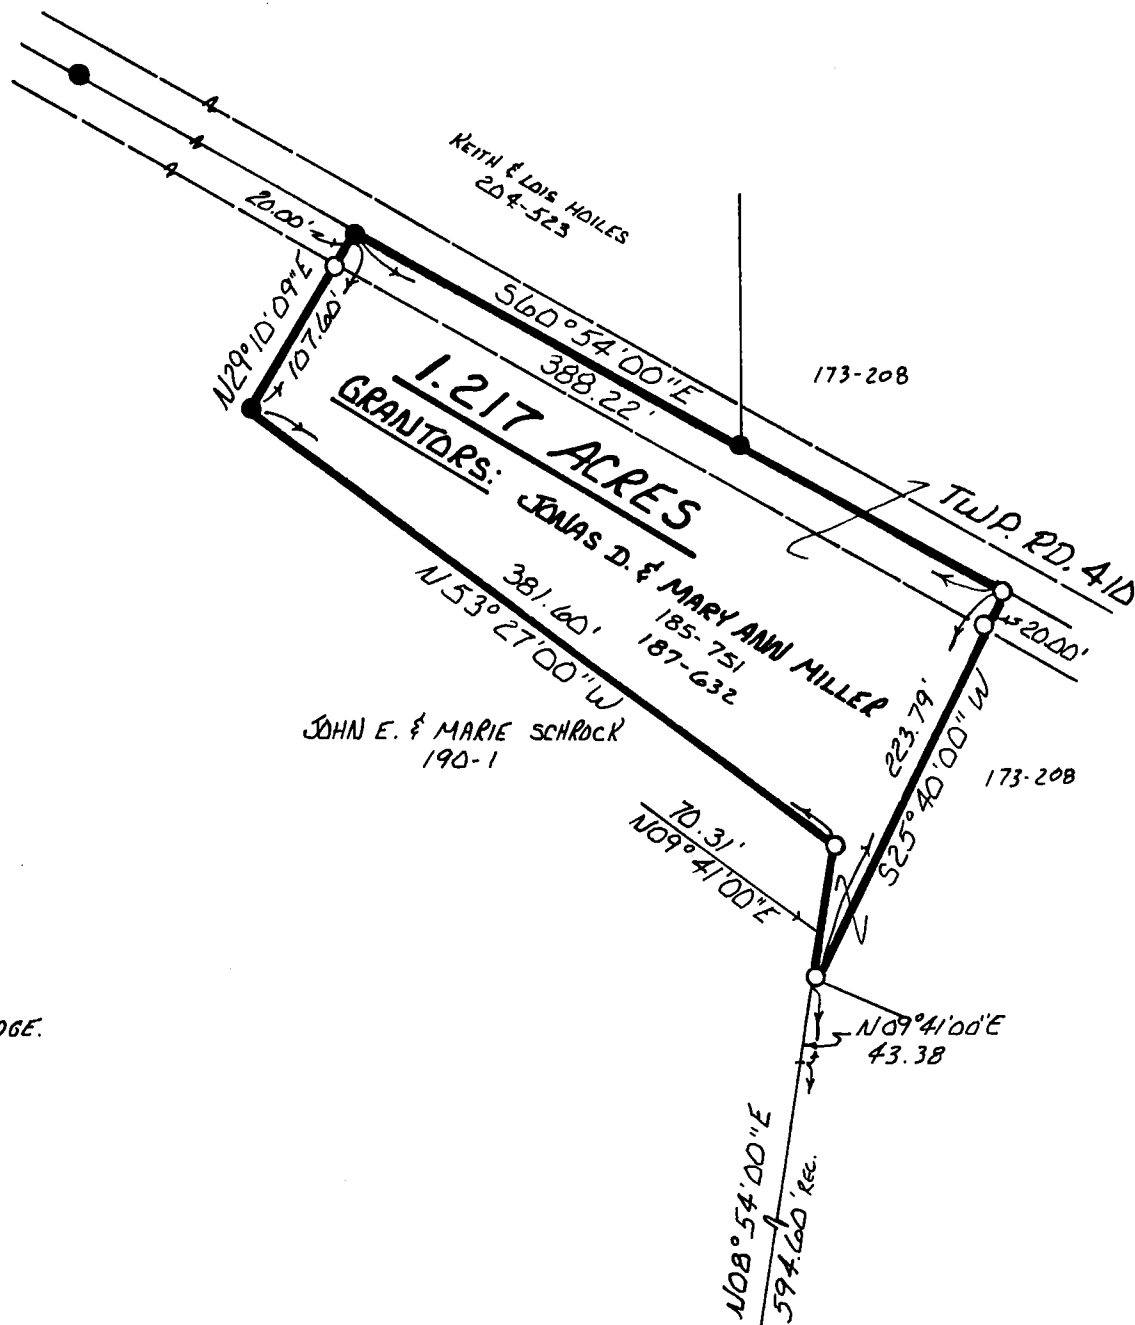 KEITH & LOIS HOILES
204-523
20.00'
N29°10'09"E
107.60'
S60°54'00"E
388.22'
173-208
1.217 ACRES
GRANTORS: JONAS D. & MARY ANN MILLER
185-751
187-632
TWP. RD. 410
20.00'
381.60'
N53°27'00"W
223.79'
S25°40'00"W
JOHN E. & MARIE SCHROCK
190-1
173-208
70.31'
N09°41'00"E
OGE.
N09°41'00"E
43.38
N08°54'00"E
594.60' REC.